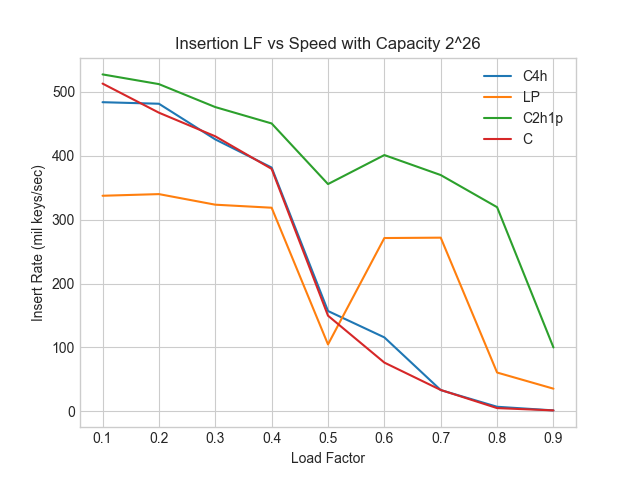 Insertion LF vs Speed with Capacity 2^26
Insert Rate (mil keys/sec)
500
400
300
200
100
0
C4h
LP
C2h1p
C
0.1 0.2 0.3 0.4 0.5 0.6 0.7 0.8 0.9
Load Factor